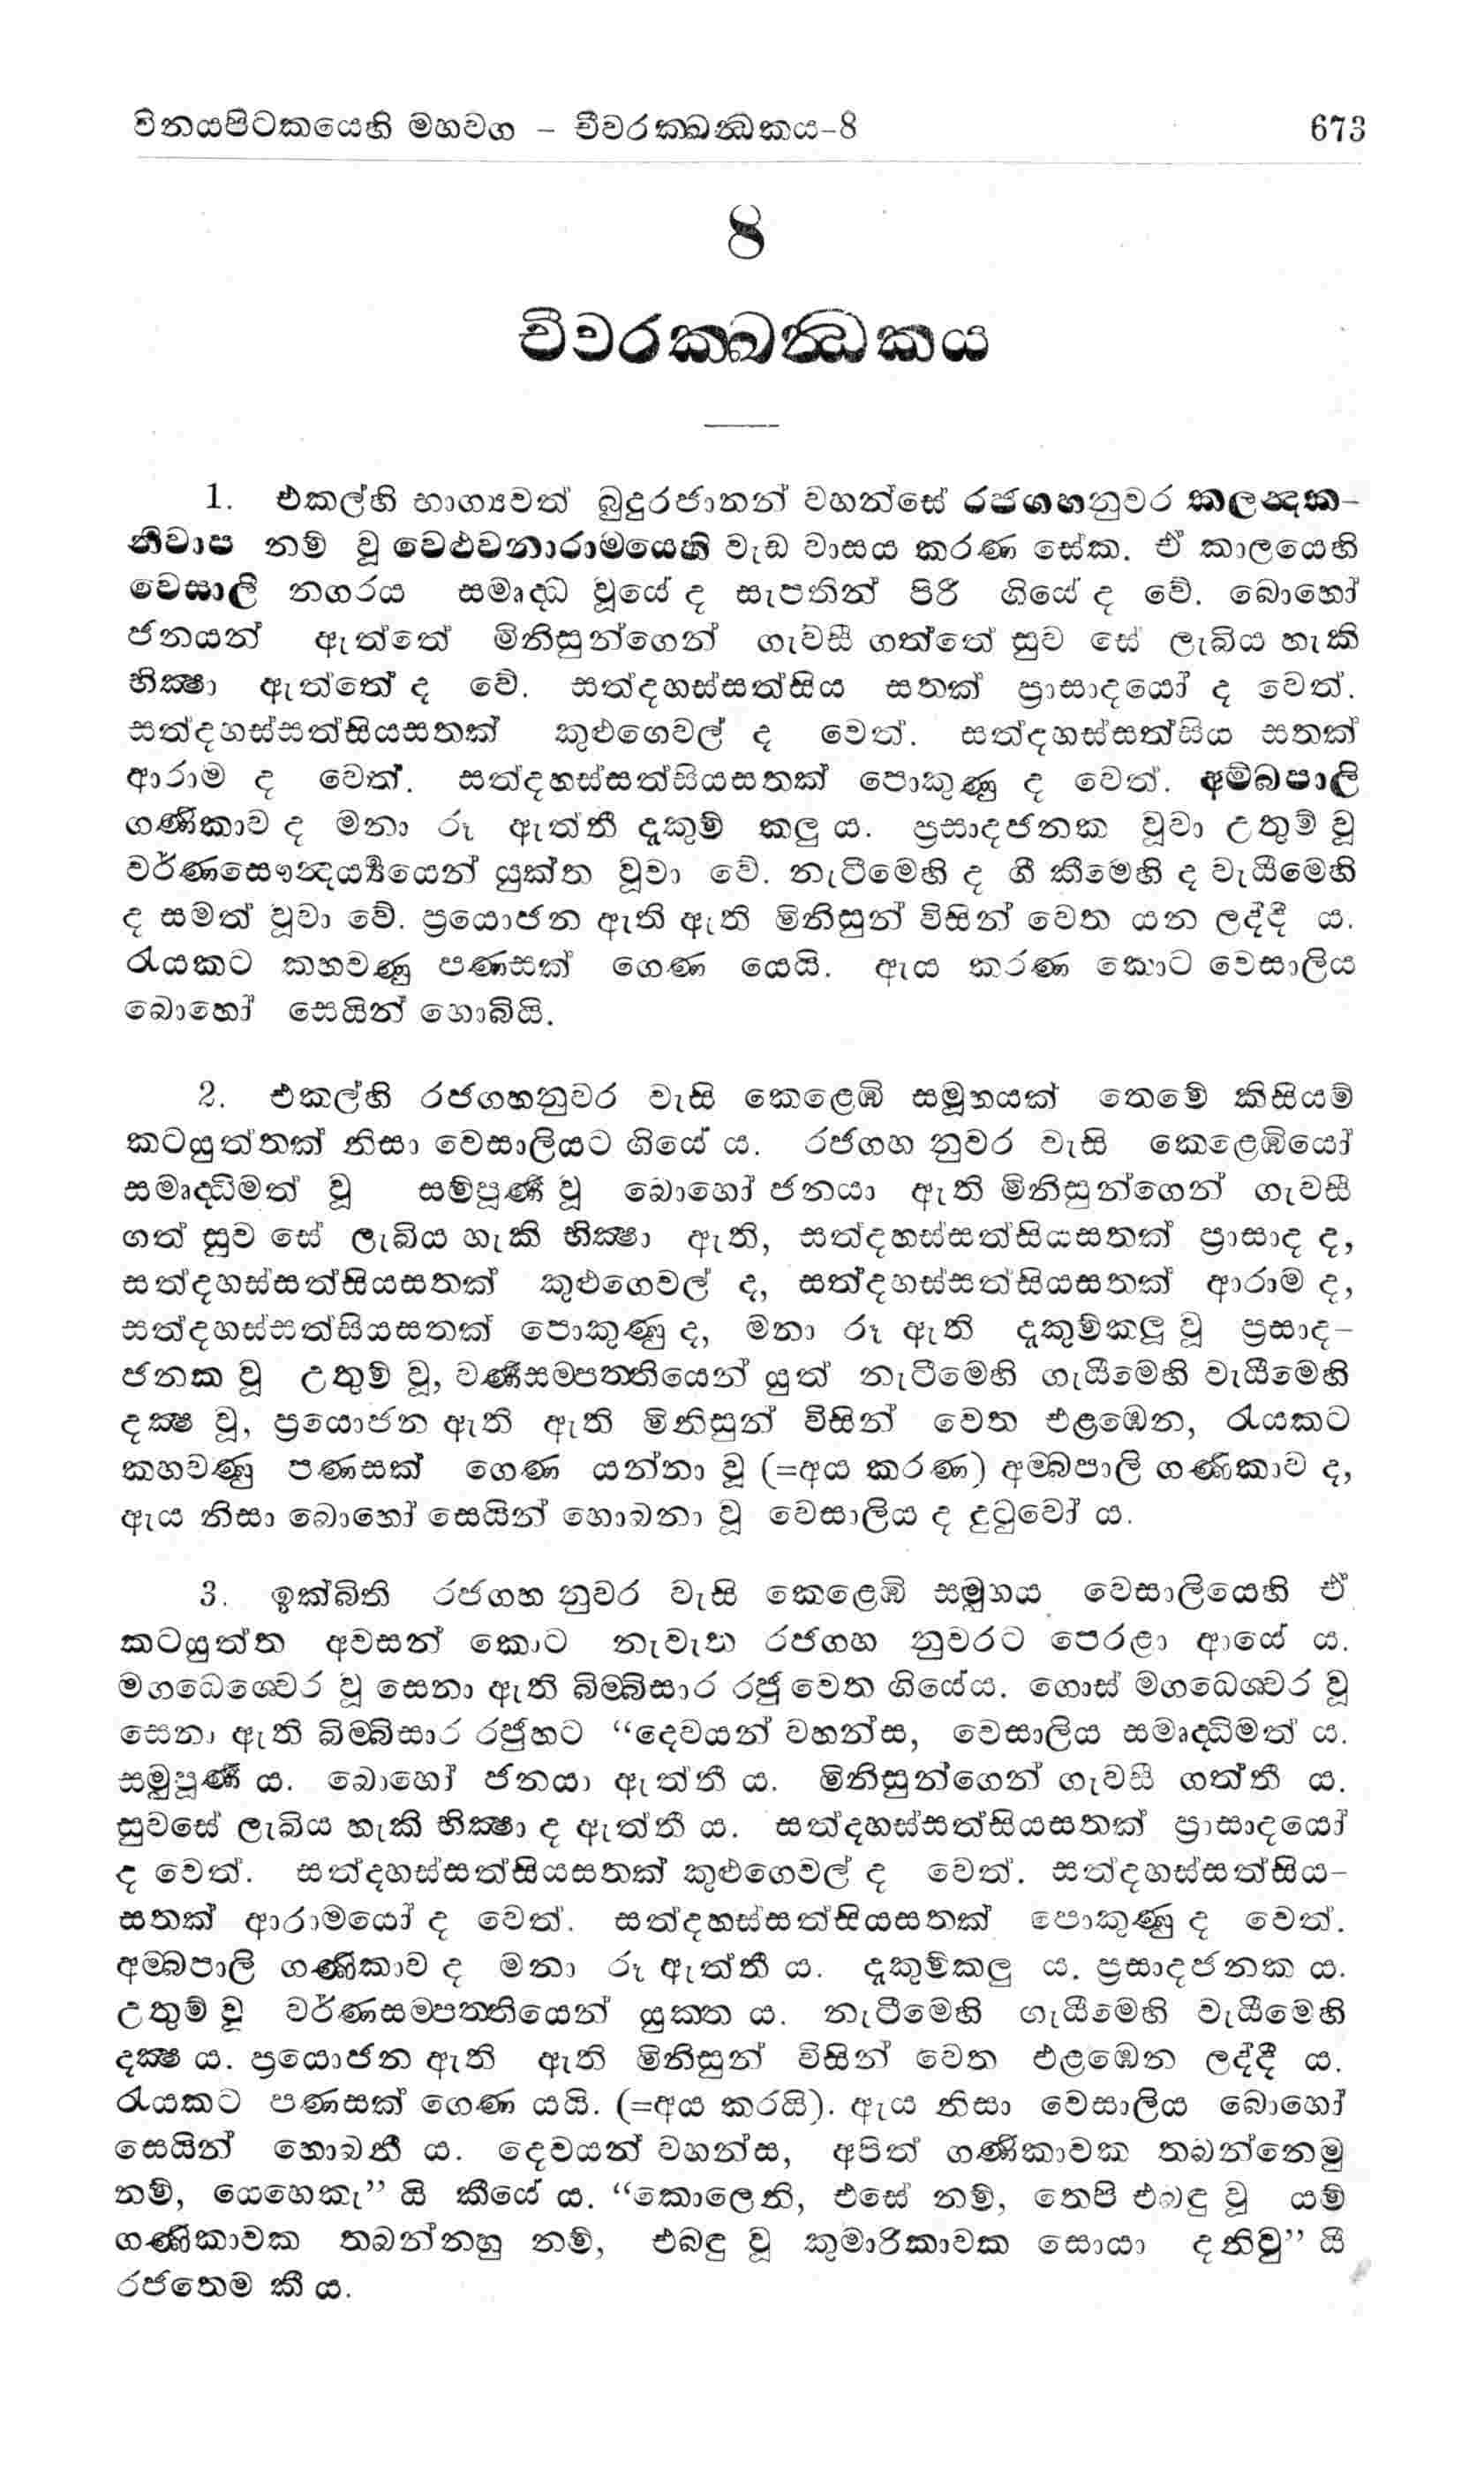 විනයපිටකයෙහි මහවග – චීවරක්ඛන්ධකය-8 673
8
චීවරක්ඛන්ධකය
1. එකල්හි භාග්‍යවත් බුදුරජානන් වහන්සේ රජගහනුවර කලන්දක-
නිවාප නම් වූ වෙළුවනාරාමයෙහි වැඩ වාසය කරණ සේක. ඒ කාලයෙහි
වෙසාලි නගරය සමෘද්ධ වූයේ ද සැපතින් පිරී ගියේ ද වේ. බොහෝ
ජනයන් ඇත්තේ මිනිසුන්ගෙන් ගැවසී ගත්තේ සුව සේ ලැබිය හැකි
භික්ෂා ඇත්තේ ද වේ. සත්දහස්සත්සිය සතක් ප්‍රාසාදයෝ ද වෙත්.
සත්දහස්සත්සියසතක් කුළුගෙවල් ද වෙත්. සත්දහස්සත්සිය සතක්
ආරාම ද වෙත්. සත්දහස්සත්සියසතක් පොකුණු ද වෙත්. අම්බපාලි
ගණිකාව ද මනා රූ ඇත්තී දැකුම් කලු ය. ප්‍රසාදජනක වූවා උතුම් වූ
වර්ණසෞන්දර්‍ය්‍යයෙන් යුක්ත වූවා වේ. නැටීමෙහි ද ගී කීමෙහි ද වැයීමෙහි
ද සමත් වූවා වේ. ප්‍රයොජන ඇති ඇති මිනිසුන් විසින් වෙත යන ලද්දී ය.
රැයකට කහවණු පණසක් ගෙණ යෙයි. ඇය කරණ කොට වෙසාලිය
බොහෝ සෙයින් හොබියි.
2. එකල්හි රජගහනුවර වැසි කෙළෙඹි සමූහයක් තෙමේ කිසියම්
කටයුත්තක් නිසා වෙසාලියට ගියේ ය. රජගහ නුවර වැසි කෙළෙඹියෝ
සමෘද්ධිමත් වූ සම්පූර්ණ වූ බොහෝ ජනයා ඇති මිනිසුන්ගෙන් ගැවසී
ගත් සුව සේ ලැබිය හැකි භික්ෂා ඇති, සත්දහස්සත්සියසතක් ප්‍රාසාද ද,
සත්දහස්සත්සියසතක් කුළුගෙවල් ද, සත්දහස්සත්සියසතක් ආරාම ද,
සත්දහස්සත්සියසතක් පොකුණු ද, මනා රූ ඇති දැකුම්කලු වූ ප්‍රසාද-
ජනක වූ උතුම් වූ, වර්ණසම්පත්තියෙන් යුත් නැටීමෙහි ගැයීමෙහි වැයීමෙහි
දක්ෂ වූ, ප්‍රයොජන ඇති ඇති මිනිසුන් විසින් වෙත එළඹෙන, රැයකට
කහවණු පණසක් ගෙණ යන්නා වූ (=අය කරණ) අම්බපාලි ගණිකාව ද,
ඇය නිසා බොහෝ සෙයින් හොබනා වූ වෙසාලිය ද දුටුවෝ ය.
3. ඉක්බිති රජගහ නුවර වැසි කෙළෙඹි සමූහය වෙසාලියෙහි ඒ
කටයුත්ත අවසන් කොට නැවැත රජගහ නුවරට පෙරළා ආයේ ය.
මගධෙශ්වෙර වූ සෙනා ඇති බිම්බිසාර රජු වෙත ගියේය. ගොස් මගධෙශ්වර වූ
සෙනා ඇති බිම්බිසාර රජුහට “දෙවයන් වහන්ස, වෙසාලිය සමෘද්ධිමත් ය.
සම්පූර්ණ ය. බොහෝ ජනයා ඇත්තී ය. මිනිසුන්ගෙන් ගැවසී ගත්තී ය.
සුවසේ ලැබිය හැකි භික්ෂා ද ඇත්තී ය. සත්දහස්සත්සියසතක් ප්‍රාසාදයෝ
ද වෙත්. සත්දහස්සත්සියසතක් කුළුගෙවල් ද වෙත්. සත්දහස්සත්සිය-
සතක් ආරාමයෝ ද වෙත්. සත්දහස්සත්සියසතක් පොකුණු ද වෙත්.
අම්බපාලි ගණිකාව ද මනා රූ ඇත්තී ය. දැකුම්කලු ය. ප්‍රසාදජනක ය.
උතුම් වූ වර්ණසම්පත්තියෙන් යුක්ත ය. නැටීමෙහි ගැයීමෙහි වැයීමෙහි
දක්ෂ ය. ප්‍රයොජන ඇති ඇති මිනිසුන් විසින් වෙත එළඹෙන ලද්දී ය.
රැයකට පණසක් ගෙණ යයි. (=අය කරයි). ඇය නිසා වෙසාලිය බොහෝ
සෙයින් හොබනී ය. දෙවයන් වහන්ස, අපිත් ගණිකාවක තබන්නෙමු
නම්, යෙහෙකැ” යි කීයේ ය. “කොලෙනි, එසේ නම්, තෙපි එබඳු වූ යම්
ගණිකාවක තබන්නහු නම්, එබඳු වූ කුමාරිකාවක සොයා දනිවු” යි
රජතෙම කී ය.